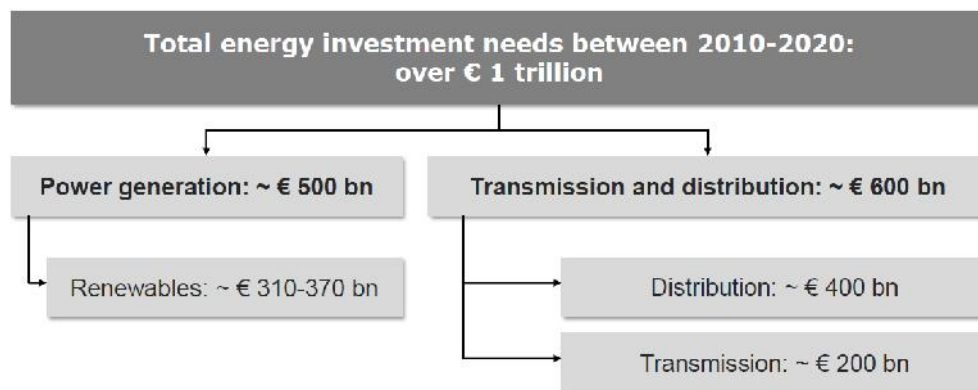 Total energy investment needs between 2010-2020:
over € 1 trillion
Power generation: ~ € 500 bn
Transmission and distribution: ~ € 600 bn
Renewables: ~ € 310-370 bn
Distribution: ~ € 400 bn
Transmission: ~ € 200 bn